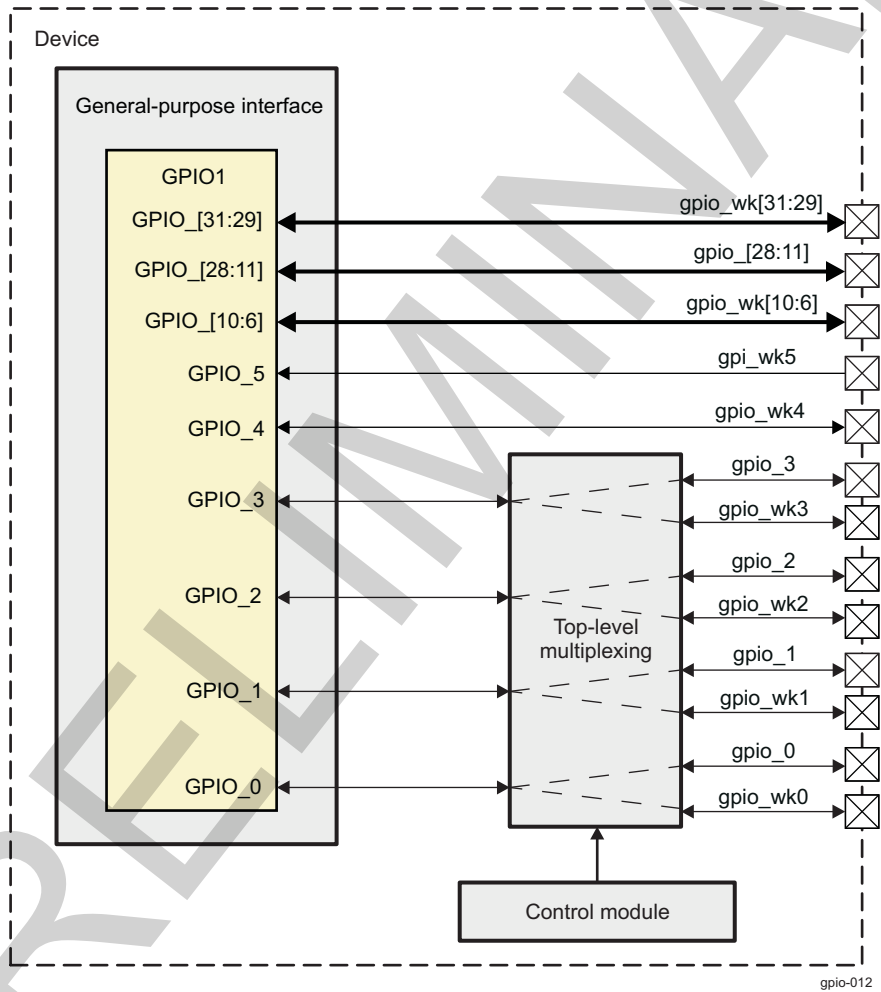 Device
General-purpose interface
GPIO1
GPIO_[31:29]
gpio_wk[31:29]
GPIO_[28:11]
gpio_[28:11]
GPIO_[10:6]
gpio_wk[10:6]
GPIO_5
gpi_wk5
GPIO_4
gpio_wk4
GPIO_3
gpio_3
gpio_wk3
GPIO_2
gpio_2
gpio_wk2
Top-level
multiplexing
GPIO_1
gpio_1
gpio_wk1
GPIO_0
gpio_0
gpio_wk0
Control module
gpio-012
RELIMINA